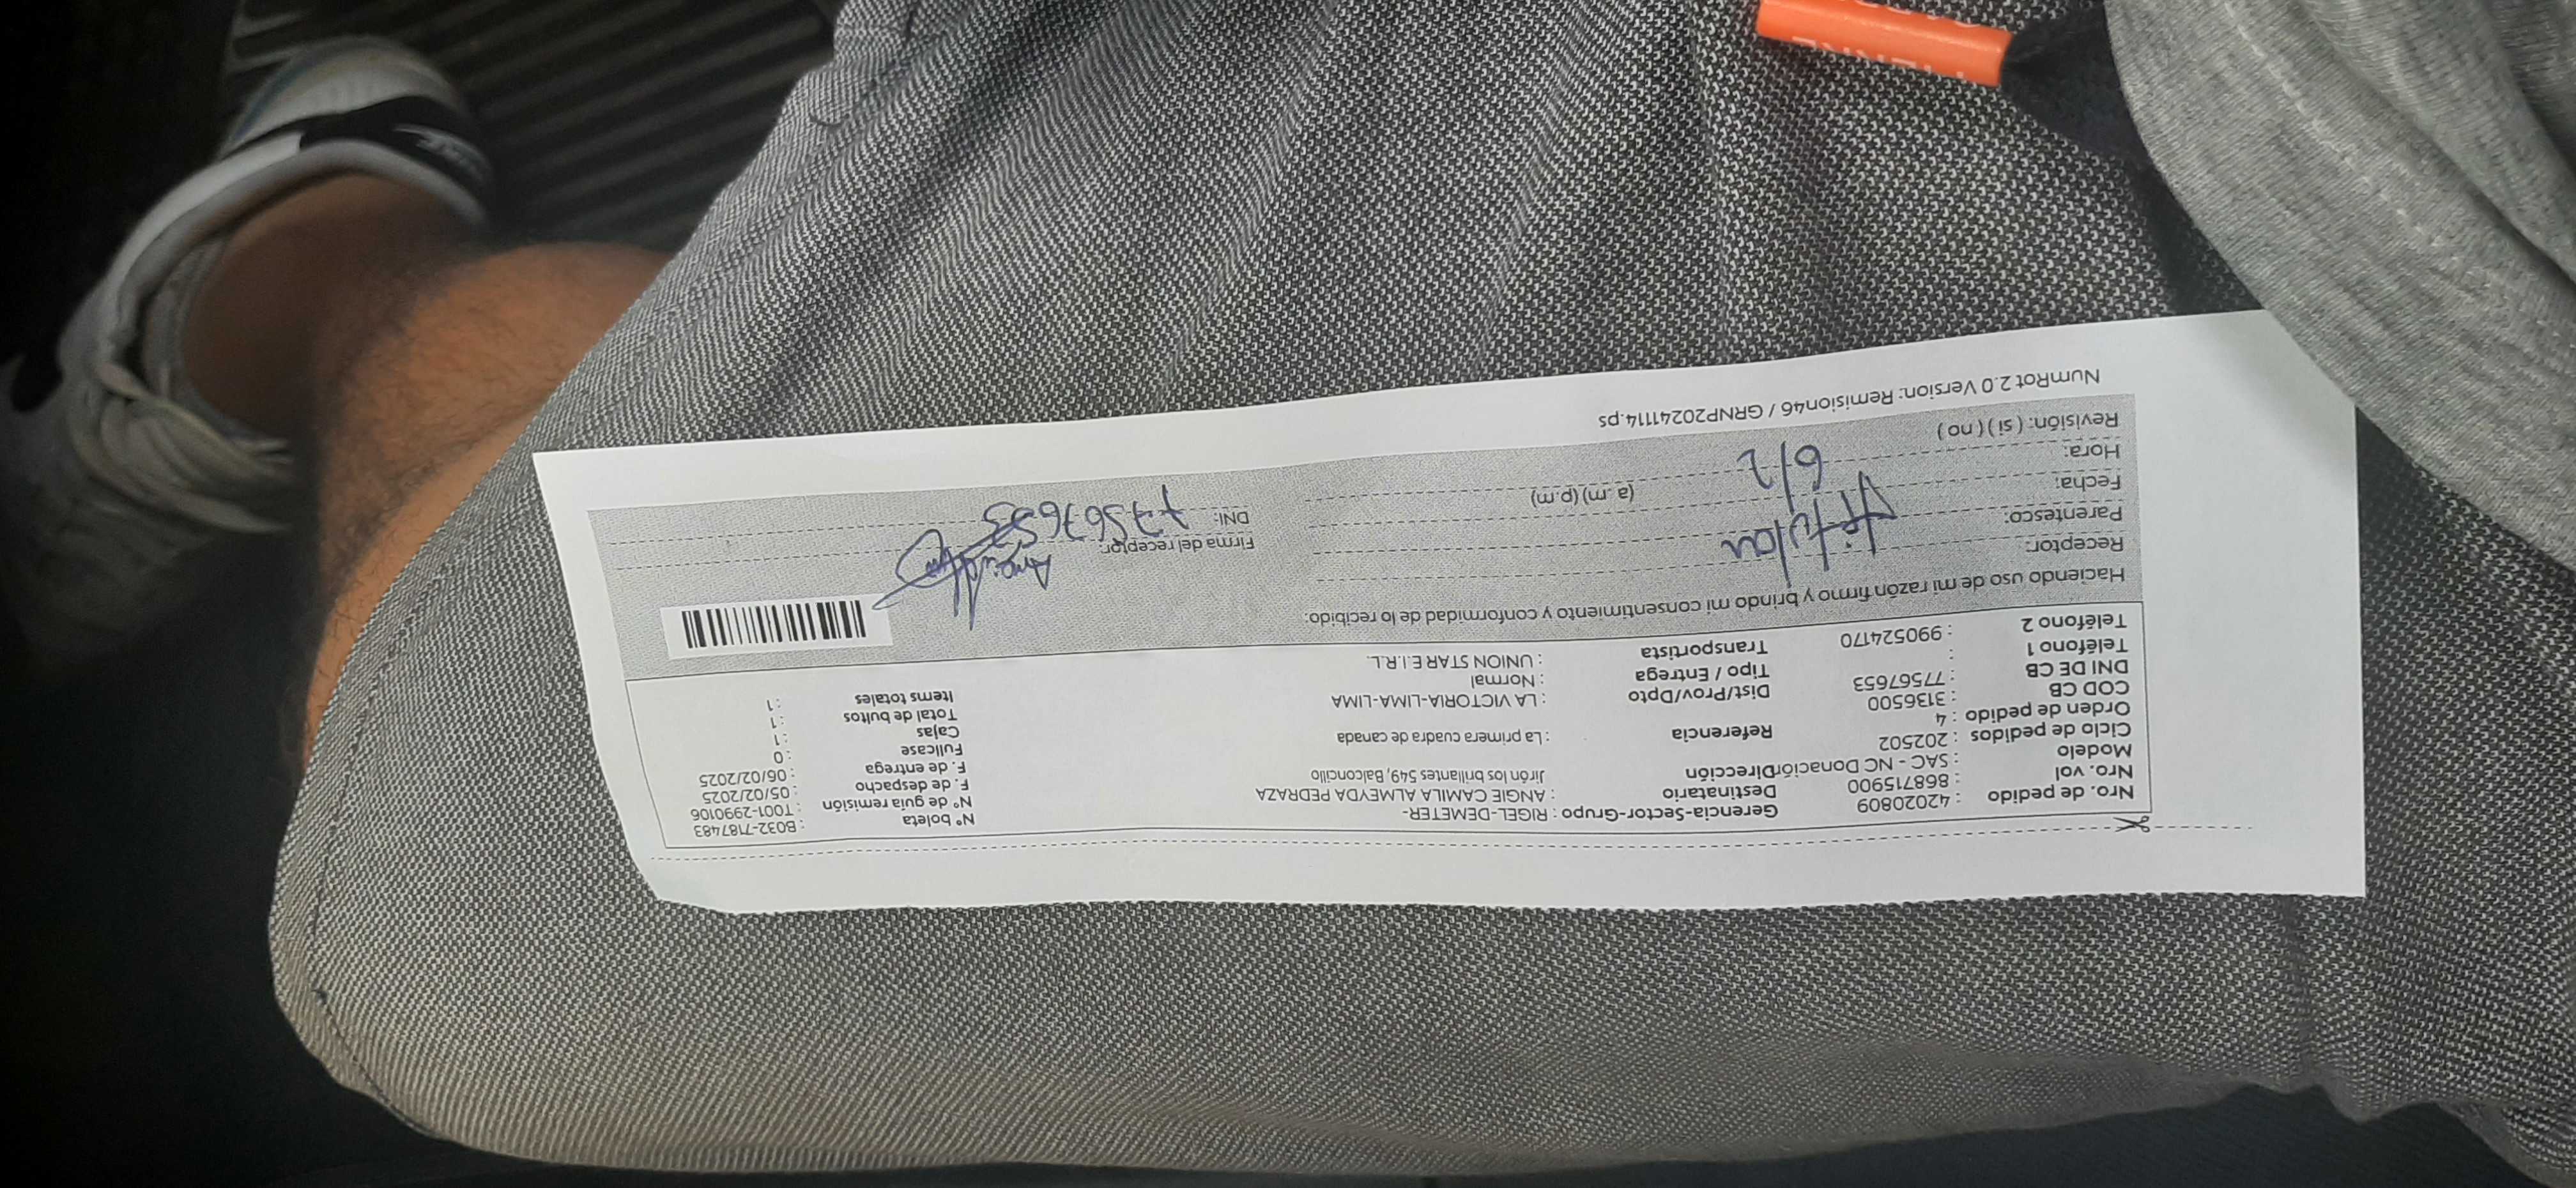 Nro. de pedido : 42020809
Nro. vol : 868715900
Modelo : SAC - NC Donación
Ciclo de pedidos : 202502
Orden de pedido : 4
COD CB : 3136500
DNI DE CB : 77567653
Teléfono 1 :
Teléfono 2 : 990524170
Gerencia-Sector-Grupo : RIGEL-DEMETER-
Destinatario : ANGIE CAMILA ALMEYDA PEDRAZA
Dirección Jirón los brillantes 549, Balconcillo
Referencia : La primera cuadra de canada
Dist/Prov/Dpto : LA VICTORIA-LIMA-LIMA
Tipo / Entrega : Normal
Transportista : UNION STAR E.I.R.L.
N° boleta : B032-7187483
N° de guía remisión : T001-2990106
F. de despacho : 05/02/2025
F. de entrega : 06/02/2025
Fullcase : 0
Cajas : 1
Total de bultos : 1
Items totales : 1
Haciendo uso de mi razón firmo y brindo mi consentimiento y conformidad de lo recibido:
Receptor:
Parentesco: titular
Fecha: 6/2
Hora: (a.m) (p.m)
Revisión: ( si ) ( no )
Firma del receptor:
DNI: 77567653
NumRot 2.0 Version: Remision46 / GRNP20241114.ps